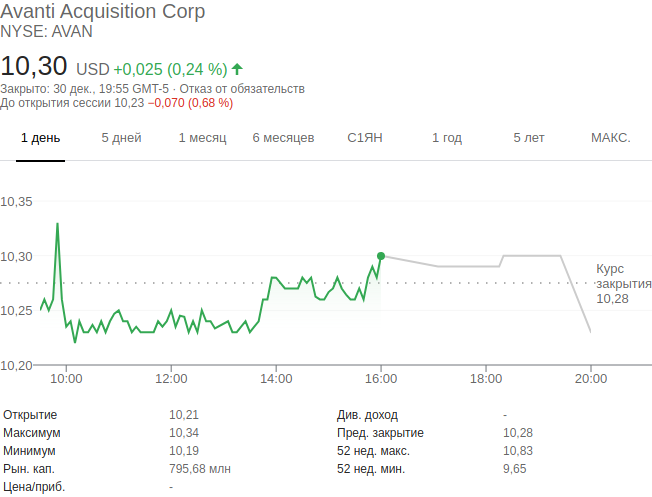 Avanti Acquisition Corp
NYSE: AVAN
10,30 USD +0,025 (0,24 %)
Закрыто: 30 дек., 19:55 GMT-5 · Отказ от обязательств
До открытия сессии 10,23 −0,070 (0,68 %)
1 день 5 дней 1 месяц 6 месяцев С1ЯН 1 год 5 лет МАКС.
10,35
10,30
Курс
закрытия
10,28
10,25
10,20
10:00 12:00 14:00 16:00 18:00 20:00
Открытие 10,21 Див. доход -
Максимум 10,34 Пред. закрытие 10,28
Минимум 10,19 52 нед. макс. 10,83
Рын. кап. 795,68 млн 52 нед. мин. 9,65
Цена/приб. -